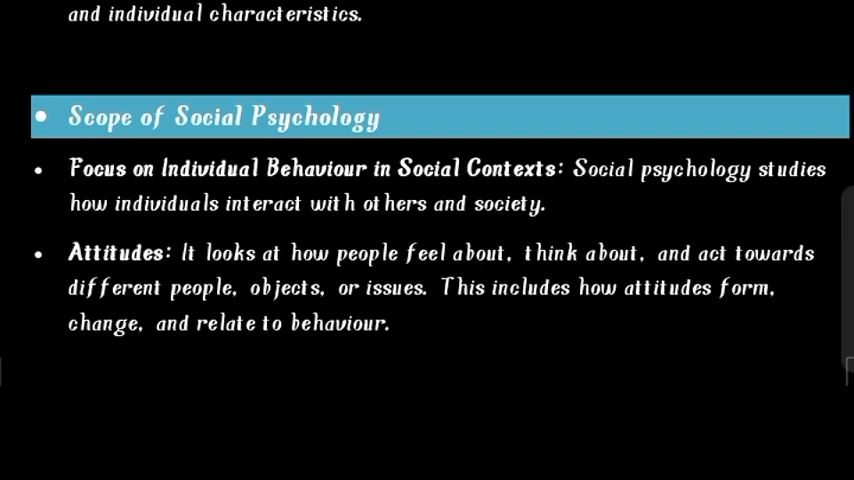 and individual characteristics.
• Scope of Social Psychology
• Focus on Individual Behaviour in Social Contexts: Social psychology studies
how individuals interact with others and society.
• Attitudes: It looks at how people feel about, think about, and act towards
different people, objects, or issues. This includes how attitudes form,
change, and relate to behaviour.